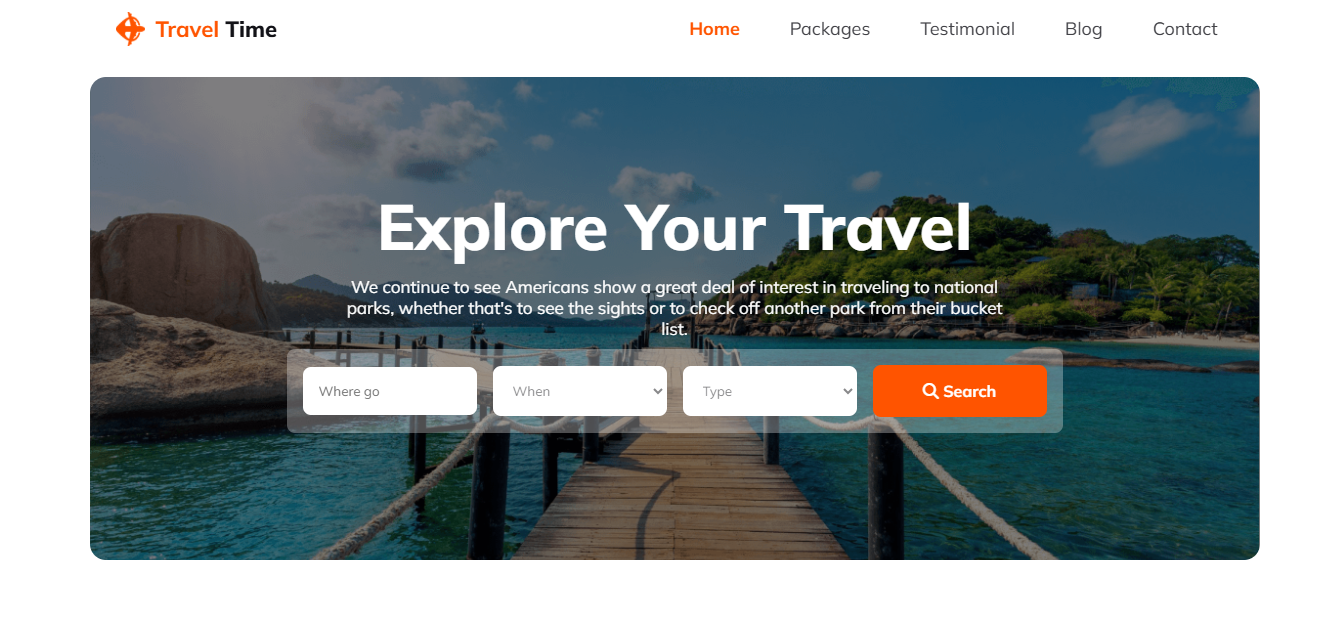 Travel Time
Home Packages Testimonial Blog Contact
Explore Your Travel
We continue to see Americans show a great deal of interest in traveling to national
parks, whether that's to see the sights or to check off another park from their bucket
list.
Where go When Type Search